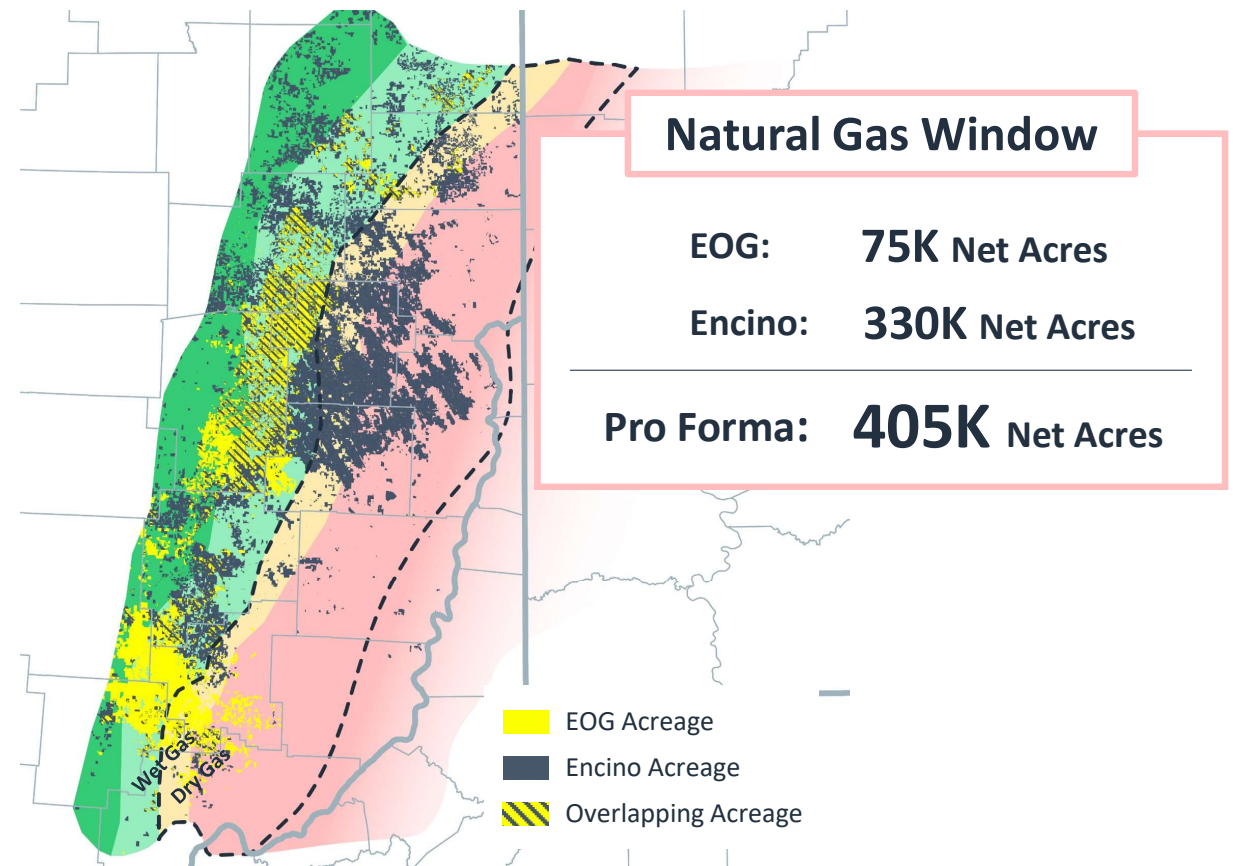 Natural Gas Window
EOG: 75K Net Acres
Encino: 330K Net Acres
Pro Forma: 405K Net Acres
Wet Gas
Dry Gas
EOG Acreage
Encino Acreage
Overlapping Acreage